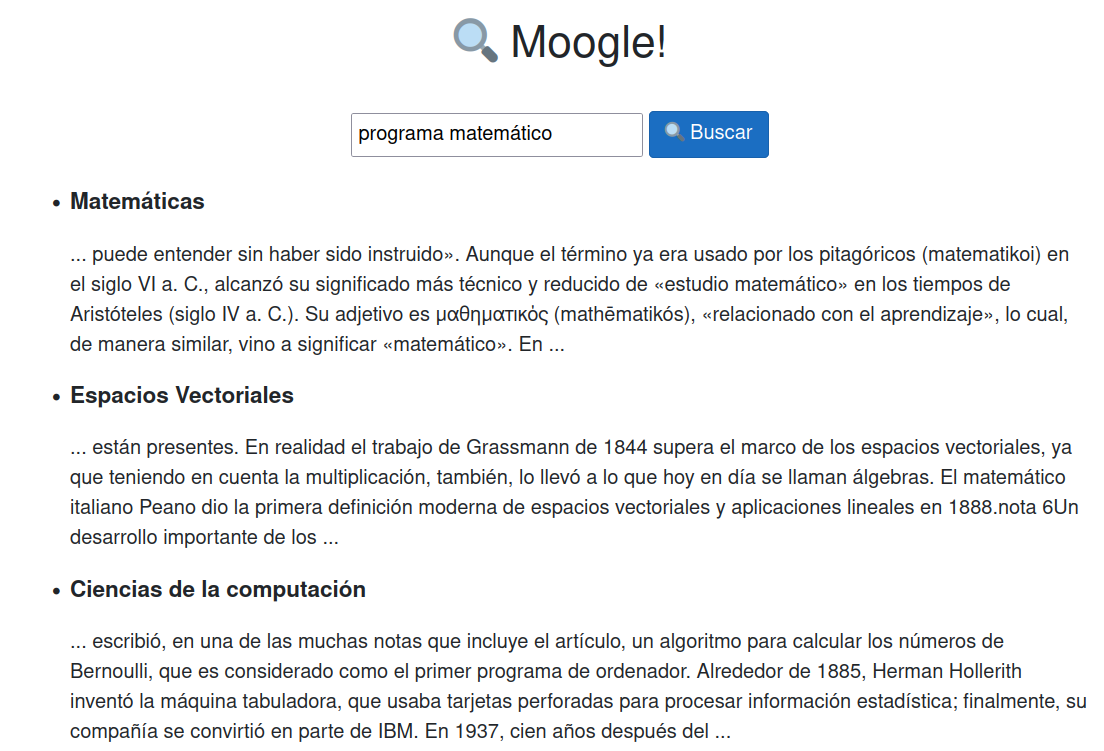 Moogle!
programa matemático
Buscar
Matemáticas
... puede entender sin haber sido instruido». Aunque el término ya era usado por los pitagóricos (matematikoi) en
el siglo VI a. C., alcanzó su significado más técnico y reducido de «estudio matemático» en los tiempos de
Aristóteles (siglo IV a. C.). Su adjetivo es μαθηματικός (mathēmatikós), «relacionado con el aprendizaje», lo cual,
de manera similar, vino a significar «matemático». En ...
Espacios Vectoriales
... están presentes. En realidad el trabajo de Grassmann de 1844 supera el marco de los espacios vectoriales, ya
que teniendo en cuenta la multiplicación, también, lo llevó a lo que hoy en día se llaman álgebras. El matemático
italiano Peano dio la primera definición moderna de espacios vectoriales y aplicaciones lineales en 1888.nota 6Un
desarrollo importante de los ...
Ciencias de la computación
... escribió, en una de las muchas notas que incluye el artículo, un algoritmo para calcular los números de
Bernoulli, que es considerado como el primer programa de ordenador. Alrededor de 1885, Herman Hollerith
inventó la máquina tabuladora, que usaba tarjetas perforadas para procesar información estadística; finalmente, su
compañía se convirtió en parte de IBM. En 1937, cien años después del ...